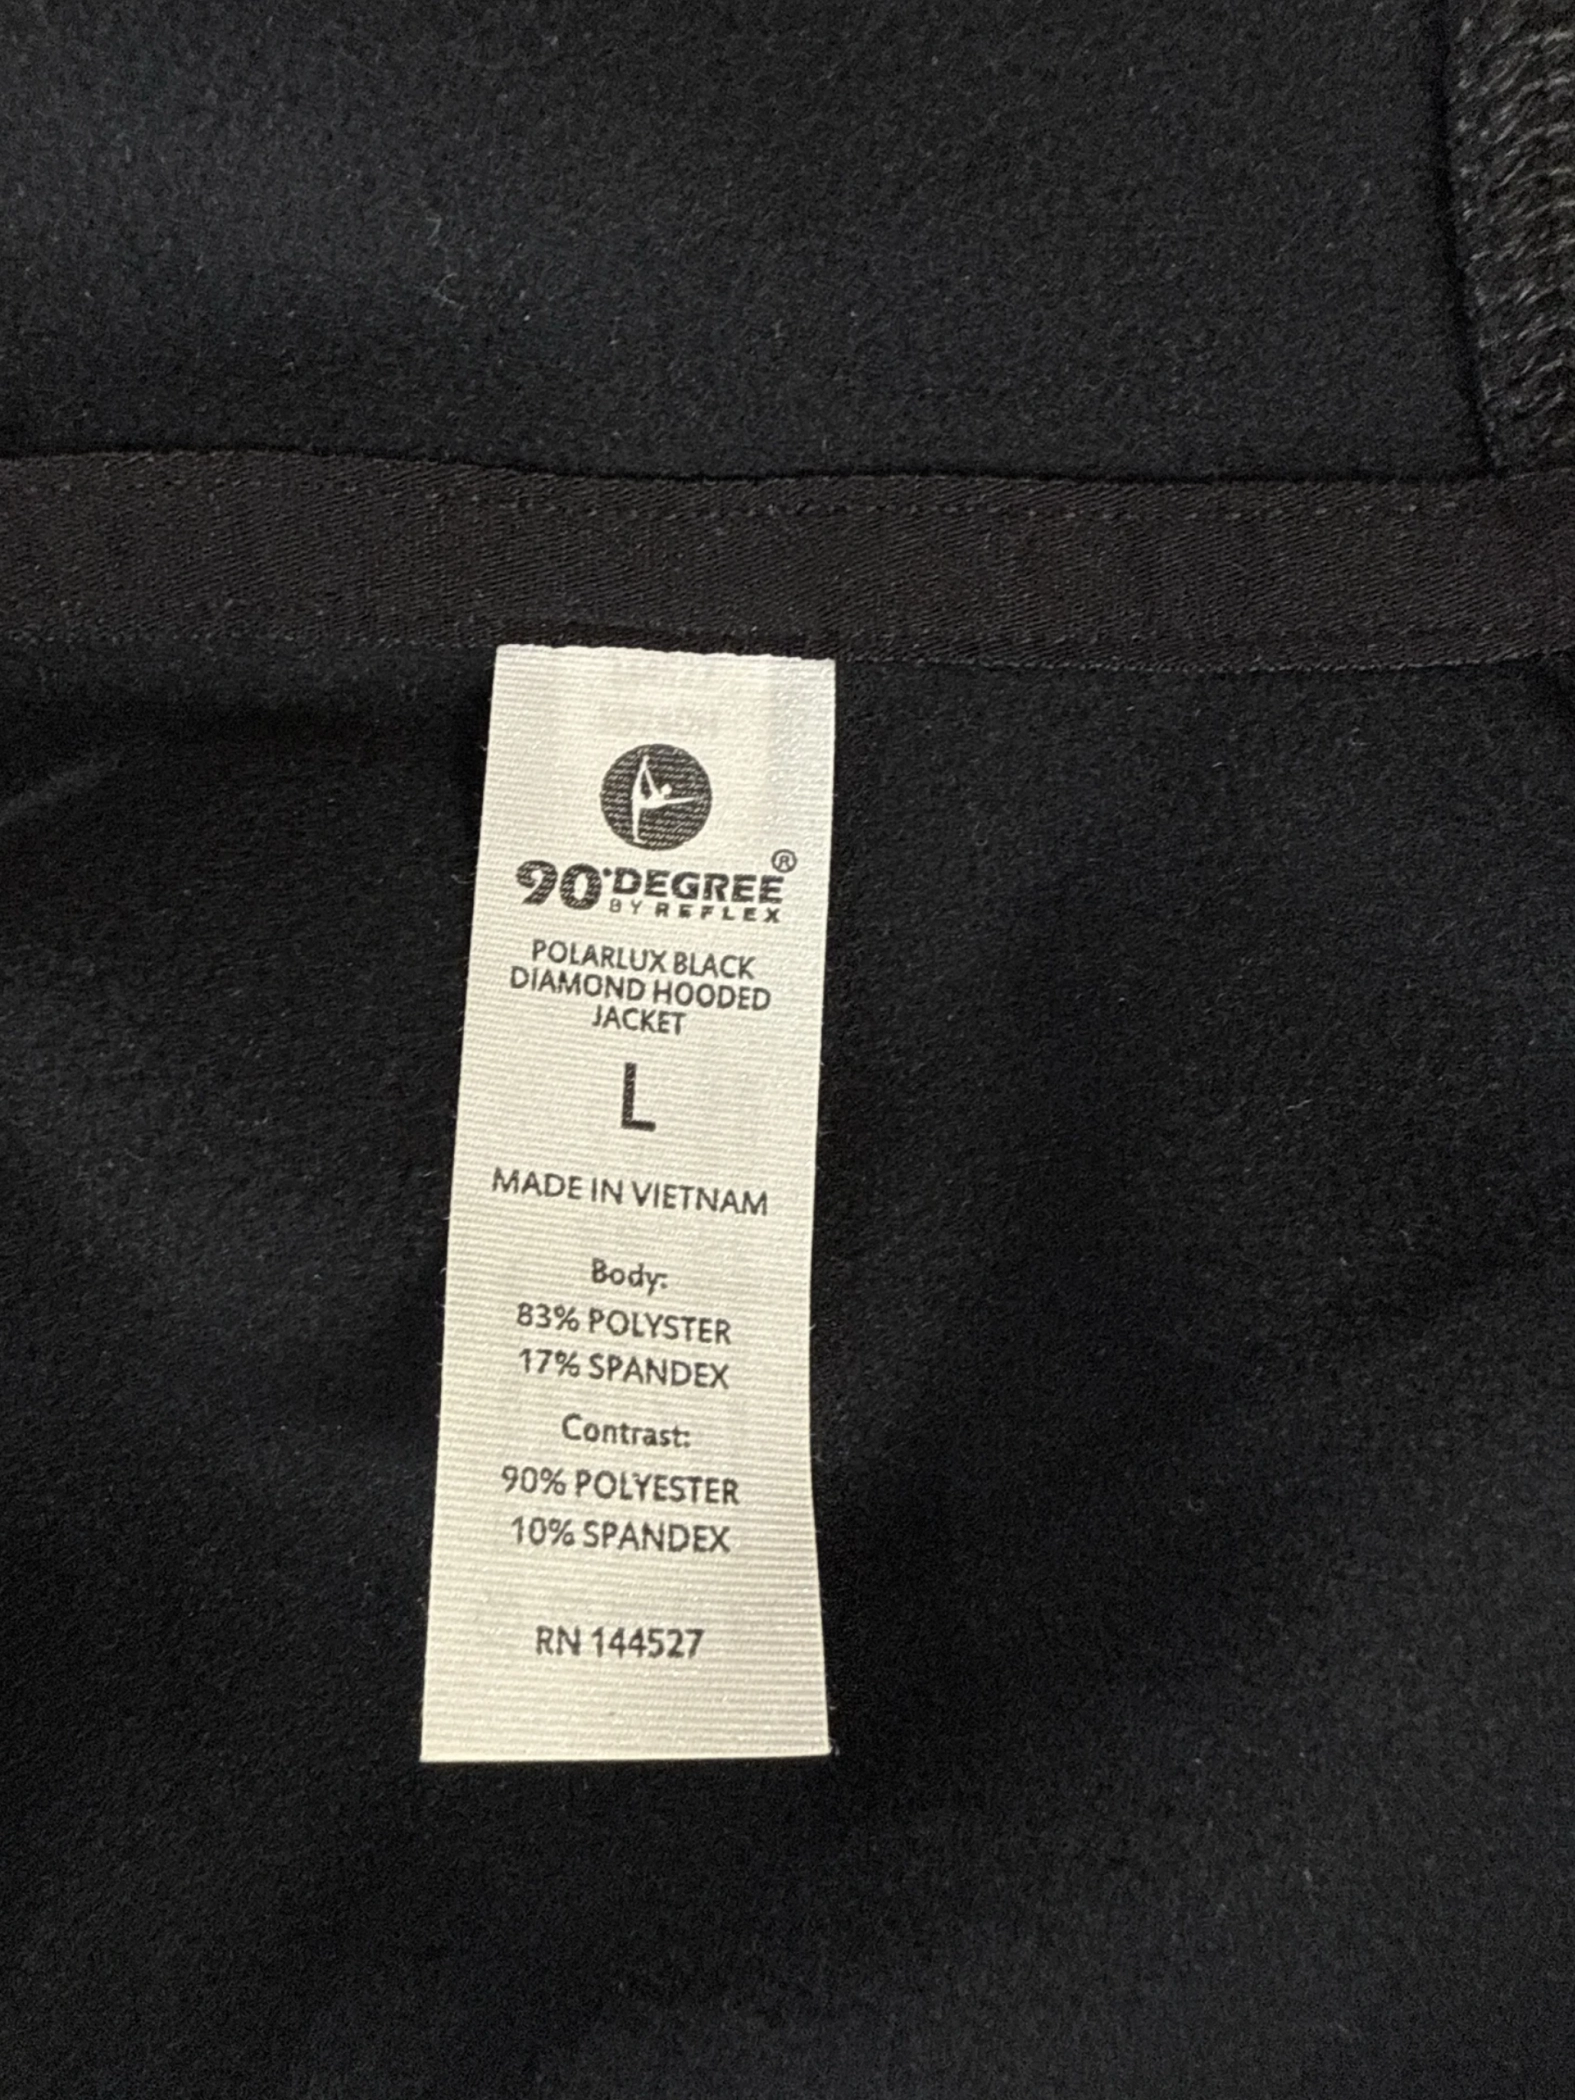 90°DEGREE®
BY REFLEX
POLARLUX BLACK
DIAMOND HOODED
JACKET
L
MADE IN VIETNAM
Body:
83% POLYSTER
17% SPANDEX
Contrast:
90% POLYESTER
10% SPANDEX
RN 144527